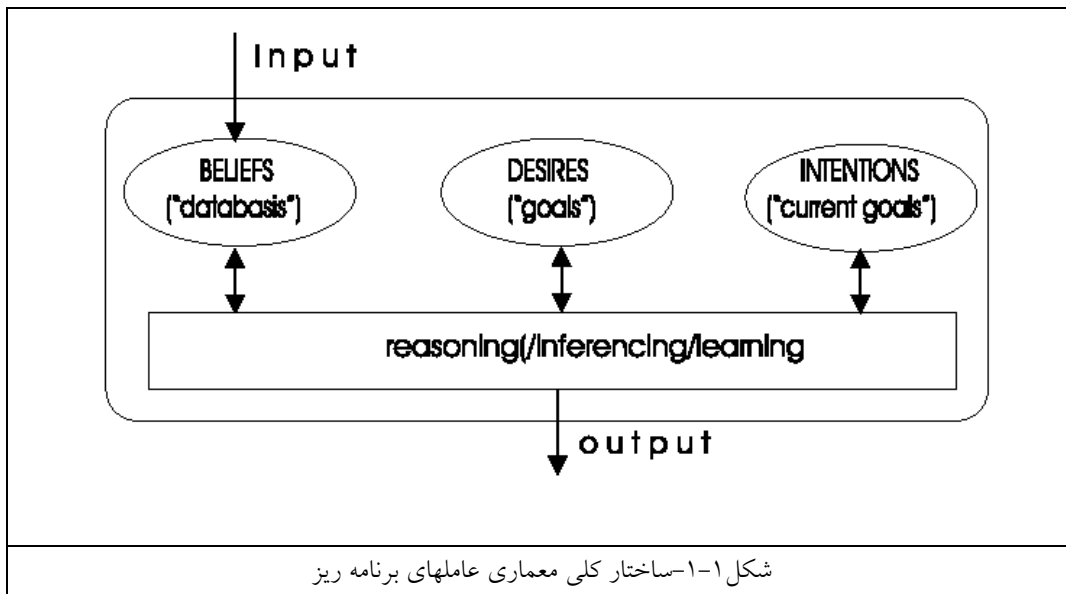 Input
BELIEFS
("databasis")
DESIRES
("goals")
INTENTIONS
("current goals")
reasoning(/inferencing/learning
output
شکل۱-۱-ساختار کلی معماری عاملهای برنامه ریز